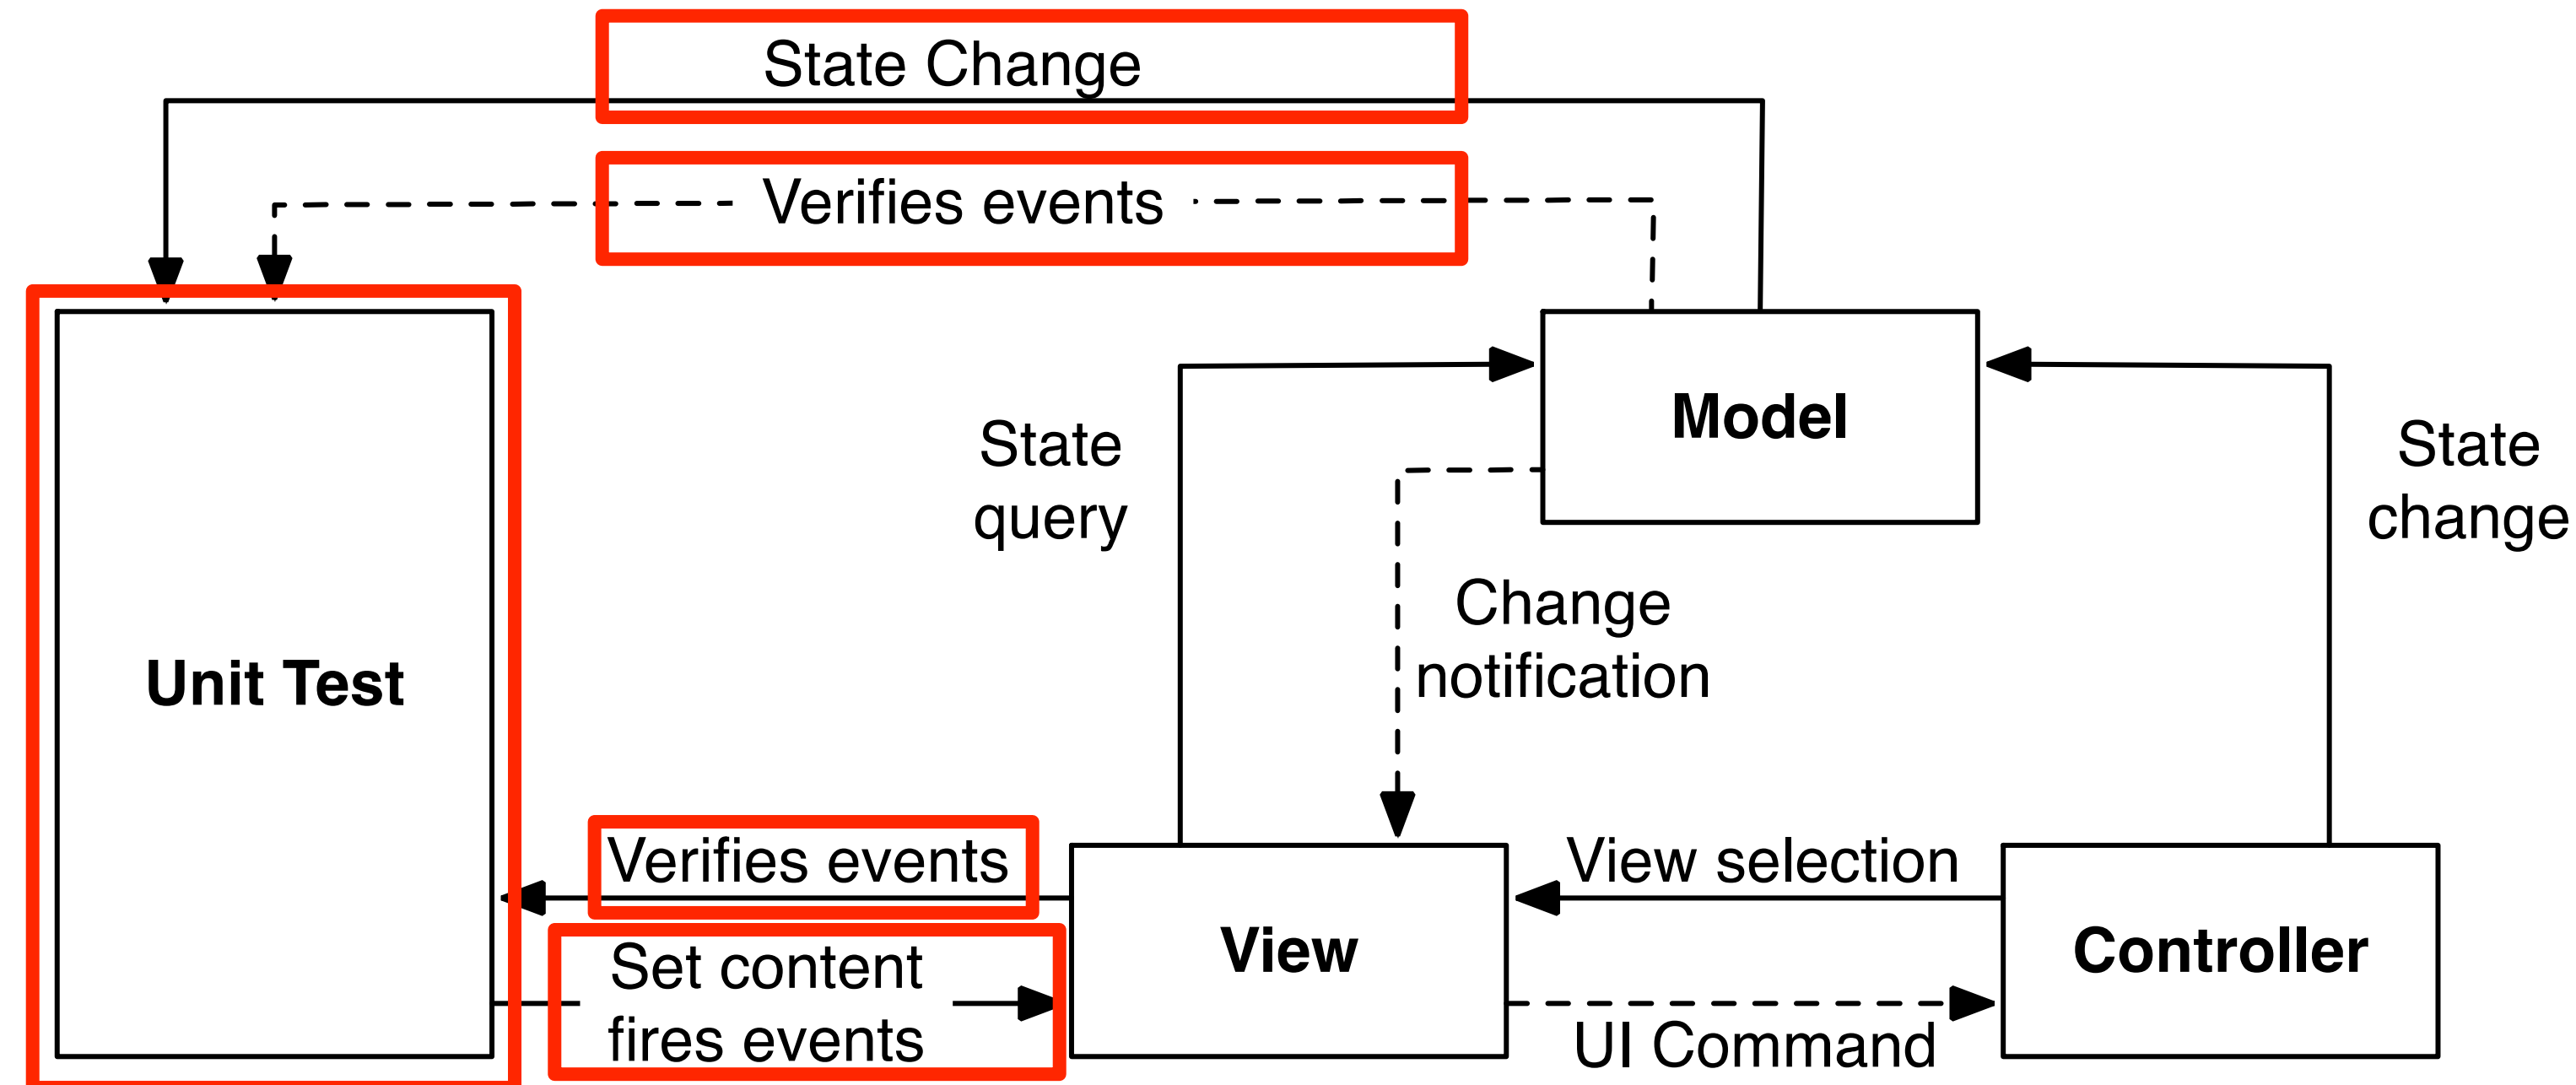 State Change
Verifies events
Model
State
query
State
change
Change
notification
Unit Test
Verifies events
View selection
View
Controller
Set content
fires events
UI Command